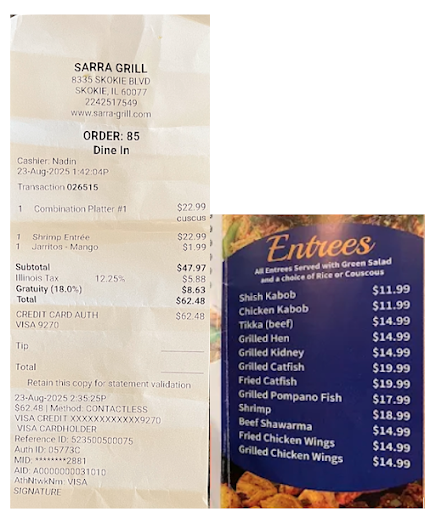 SARRA GRILL
8335 SKOKIE BLVD
SKOKIE, IL 60077
2242517549
www.sarra-grill.com
ORDER: 85
Dine In
Cashier: Nadin
23-Aug-2025 1:42:04P
Transaction 026515
1 Combination Platter #1 $22.99
cuscus
1 Shrimp Entrée $22.99
1 Jarritos - Mango $1.99
Subtotal $47.97
Illinois Tax 12.25% $5.88
Gratuity (18.0%) $8.63
Total $62.48
CREDIT CARD AUTH $62.48
VISA 9270
Tip
Total
Retain this copy for statement validation
23-Aug-2025 2:35:25P
$62.48 | Method: CONTACTLESS
VISA CREDIT XXXXXXXXXXXX9270
VISA CARDHOLDER
Reference ID: 523500500075
Auth ID: 05773C
MID: ********2881
AID: A0000000031010
AthNtwkNm: VISA
SIGNATURE
Entrees
All Entrees Served with Green Salad
and a choice of Rice or Couscous
Shish Kabob $11.99
Chicken Kabob $11.99
Tikka (beef) $14.99
Grilled Hen $14.99
Grilled Kidney $14.99
Grilled Catfish $19.99
Fried Catfish $19.99
Grilled Pompano Fish $17.99
Shrimp $18.99
Beef Shawarma $14.99
Fried Chicken Wings $14.99
Grilled Chicken Wings $14.99